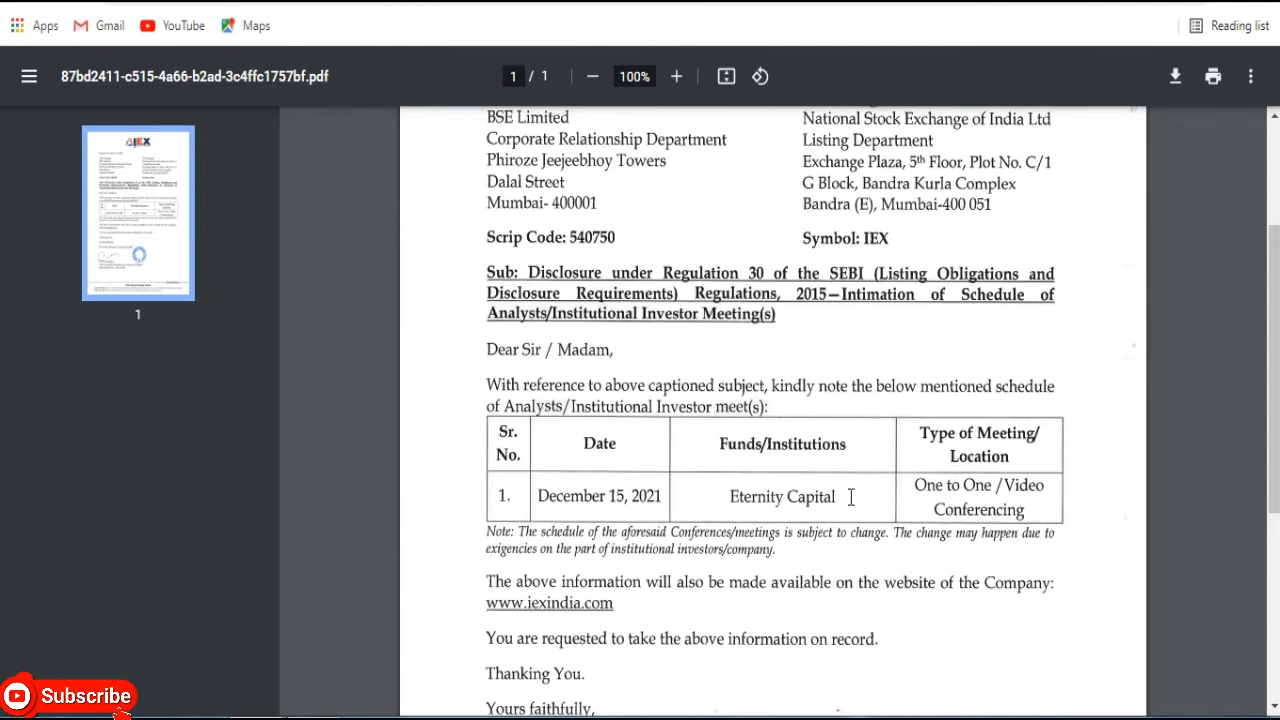 Apps Gmail YouTube Maps Reading list
87bd2411-c515-4a66-b2ad-3c4ffc1757bf.pdf 1 / 1 100%
BSE Limited
Corporate Relationship Department
Phiroze Jeejeebhoy Towers
Dalal Street
Mumbai- 400001
Scrip Code: 540750
National Stock Exchange of India Ltd
Listing Department
Exchange Plaza, 5th Floor, Plot No. C/1
G Block, Bandra Kurla Complex
Bandra (E), Mumbai-400 051
Symbol: IEX
Sub: Disclosure under Regulation 30 of the SEBI (Listing Obligations and
Disclosure Requirements) Regulations, 2015—Intimation of Schedule of
Analysts/Institutional Investor Meeting(s)
Dear Sir / Madam,
With reference to above captioned subject, kindly note the below mentioned schedule
of Analysts/Institutional Investor meet(s):
Sr.
No.
Date
Funds/Institutions
Type of Meeting/
Location
1.
December 15, 2021
Eternity Capital
One to One /Video
Conferencing
Note: The schedule of the aforesaid Conferences/meetings is subject to change. The change may happen due to
exigencies on the part of institutional investors/company.
The above information will also be made available on the website of the Company:
www.iexindia.com
You are requested to take the above information on record.
Thanking You.
Yours faithfully,
IEX
1
Subscribe